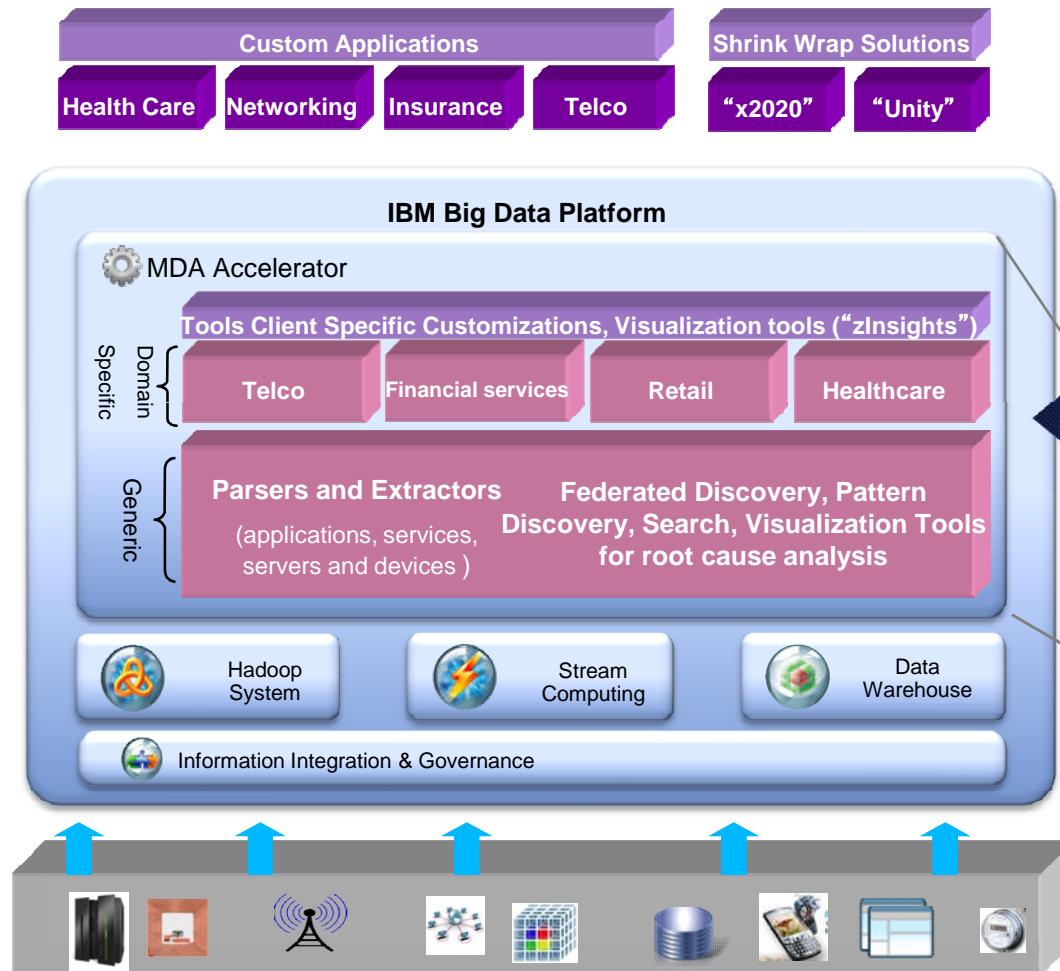 Custom Applications
Shrink Wrap Solutions
Health Care
Networking
Insurance
Telco
“x2020”
“Unity”
IBM Big Data Platform
MDA Accelerator
Tools Client Specific Customizations, Visualization tools (“zInsights”)
Domain
Specific
Telco
Financial services
Retail
Healthcare
Generic
Parsers and Extractors
(applications, services,
servers and devices )
Federated Discovery, Pattern
Discovery, Search, Visualization Tools
for root cause analysis
Hadoop
System
Stream
Computing
Data
Warehouse
Information Integration & Governance